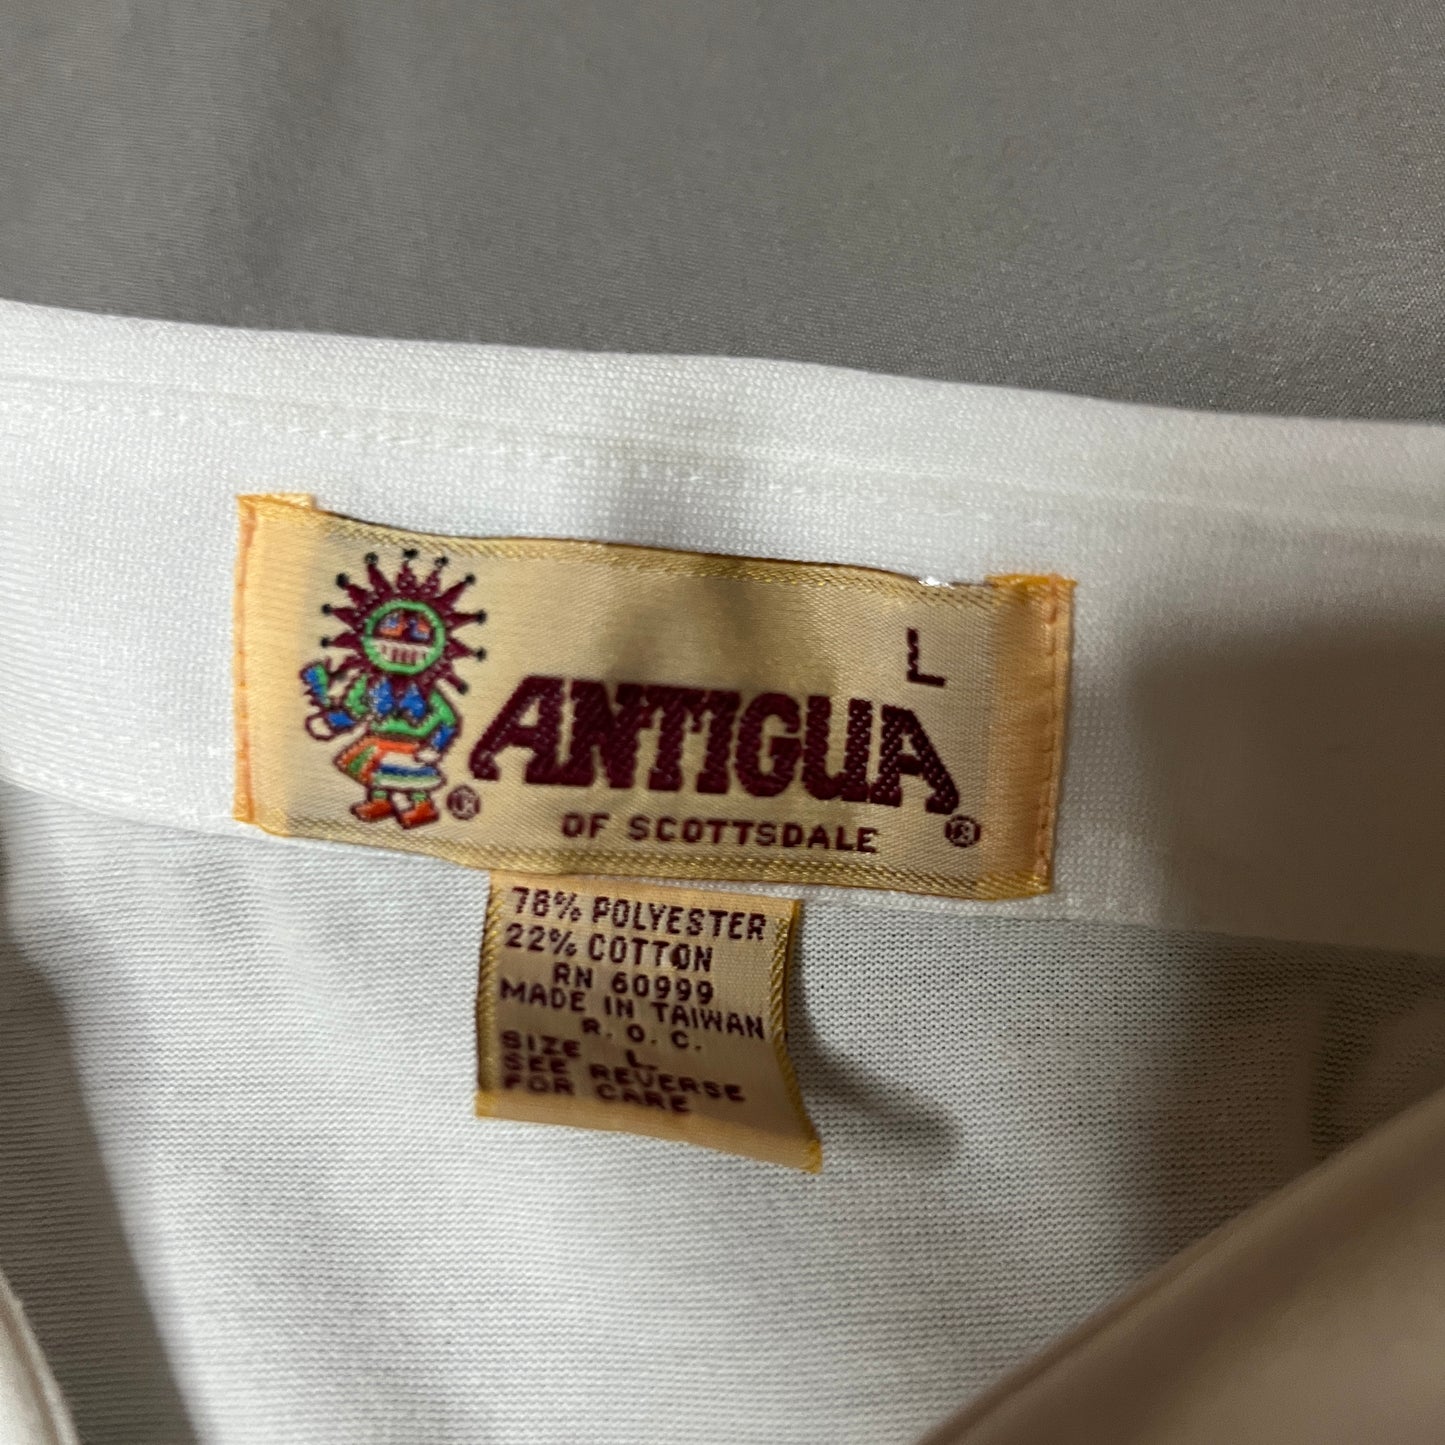 L
ANTIGUA
®
OF SCOTTSDALE
®
78% POLYESTER
22% COTTON
RN 60999
MADE IN TAIWAN
R. O. C.
SIZE L
SEE REVERSE
FOR CARE